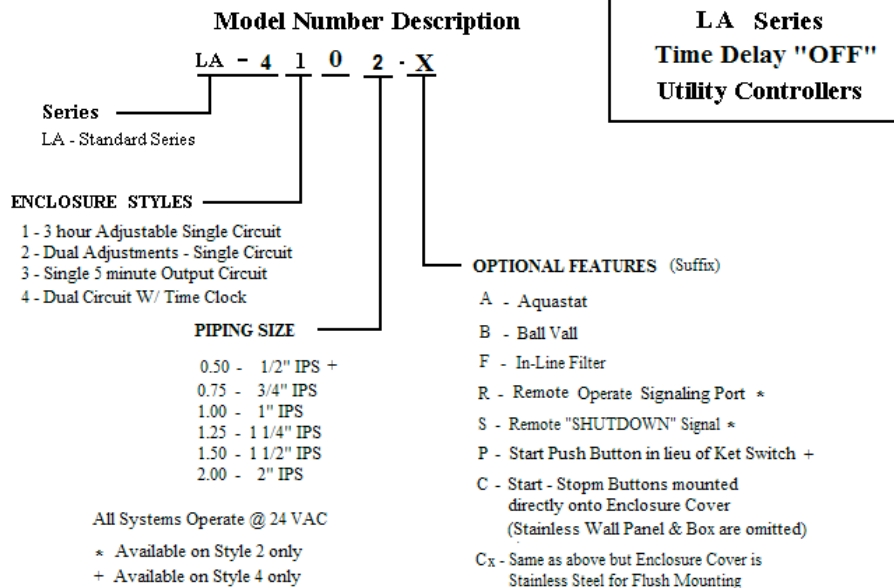 Model Number Description
LA - 4 1 0 2 - X
LA Series
Time Delay "OFF"
Utility Controllers
Series
LA - Standard Series
ENCLOSURE STYLES
1 - 3 hour Adjustable Single Circuit
2 - Dual Adjustments - Single Circuit
3 - Single 5 minute Output Circuit
4 - Dual Circuit W/ Time Clock
PIPING SIZE
0.50 - 1/2" IPS +
0.75 - 3/4" IPS
1.00 - 1" IPS
1.25 - 1 1/4" IPS
1.50 - 1 1/2" IPS
2.00 - 2" IPS
All Systems Operate @ 24 VAC
* Available on Style 2 only
+ Available on Style 4 only
OPTIONAL FEATURES (Suffix)
A - Aquastat
B - Ball Vall
F - In-Line Filter
R - Remote Operate Signaling Port *
S - Remote "SHUTDOWN" Signal *
P - Start Push Button in lieu of Ket Switch +
C - Start - Stopm Buttons mounted
directly onto Enclosure Cover
(Stainless Wall Panel & Box are omitted)
Cx - Same as above but Enclosure Cover is
Stainless Steel for Flush Mounting